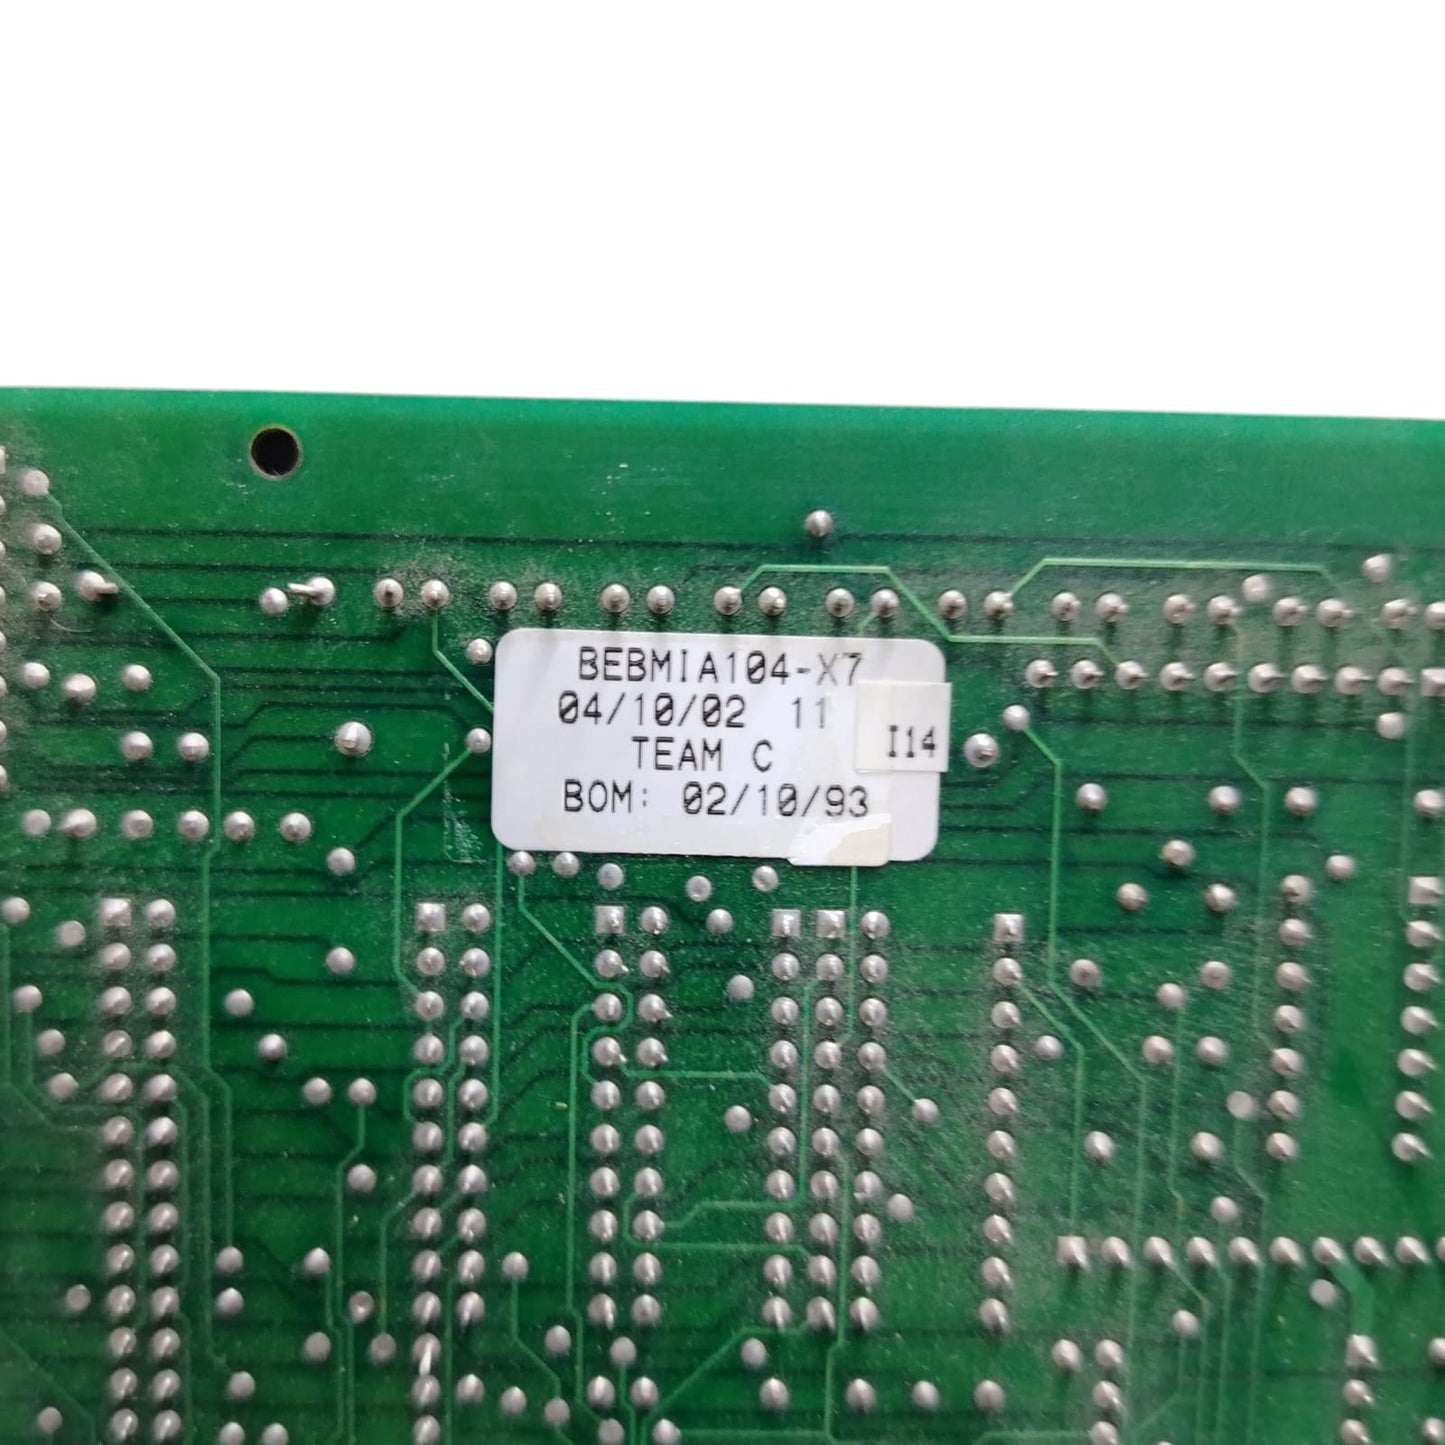 BEBMIA104-X7
04/10/02 11
I14
TEAM C
BOM: 02/10/93